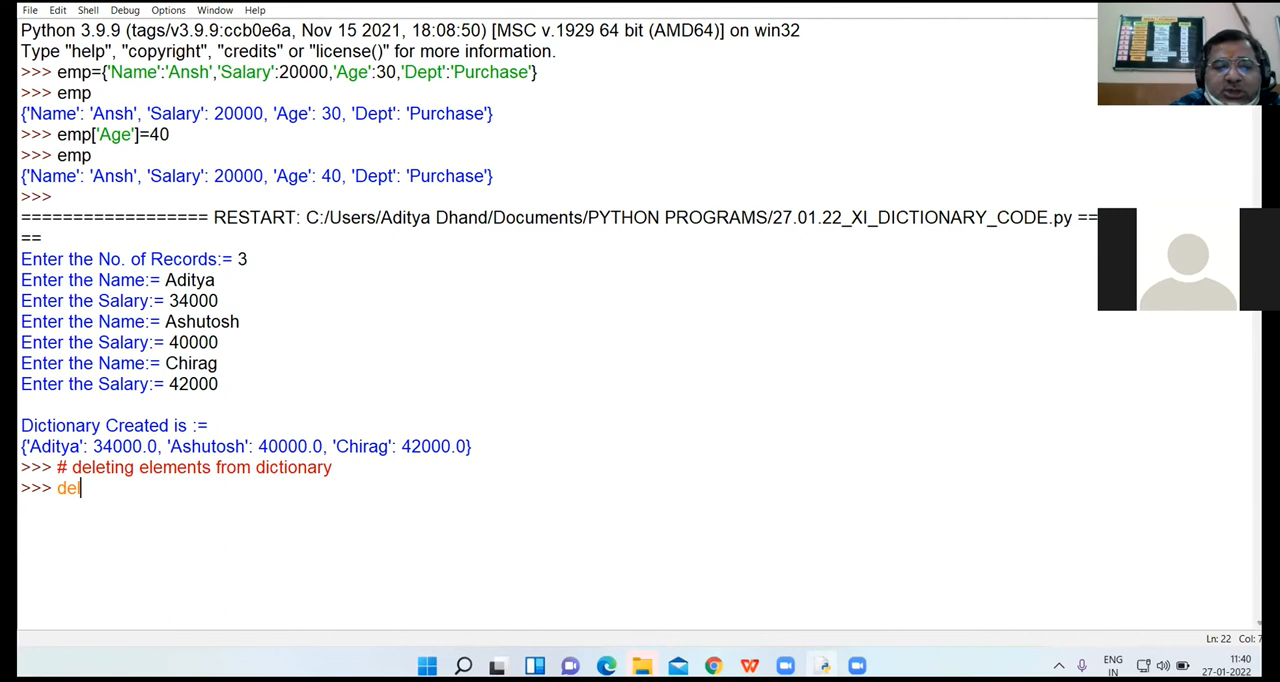 File Edit Shell Debug Options Window Help
Python 3.9.9 (tags/v3.9.9:ccb0e6a, Nov 15 2021, 18:08:50) [MSC v.1929 64 bit (AMD64)] on win32
Type "help", "copyright", "credits" or "license()" for more information.
>>> emp={'Name':'Ansh','Salary':20000,'Age':30,'Dept':'Purchase'}
>>> emp
{'Name': 'Ansh', 'Salary': 20000, 'Age': 30, 'Dept': 'Purchase'}
>>> emp['Age']=40
>>> emp
{'Name': 'Ansh', 'Salary': 20000, 'Age': 40, 'Dept': 'Purchase'}
>>>
================== RESTART: C:/Users/Aditya Dhand/Documents/PYTHON PROGRAMS/27.01.22_XI_DICTIONARY_CODE.py ==
==
Enter the No. of Records:= 3
Enter the Name:= Aditya
Enter the Salary:= 34000
Enter the Name:= Ashutosh
Enter the Salary:= 40000
Enter the Name:= Chirag
Enter the Salary:= 42000
Dictionary Created is :=
{'Aditya': 34000.0, 'Ashutosh': 40000.0, 'Chirag': 42000.0}
>>> # deleting elements from dictionary
>>> del
Ln: 22 Col: 7
ENG
IN
11:40
27-01-2022